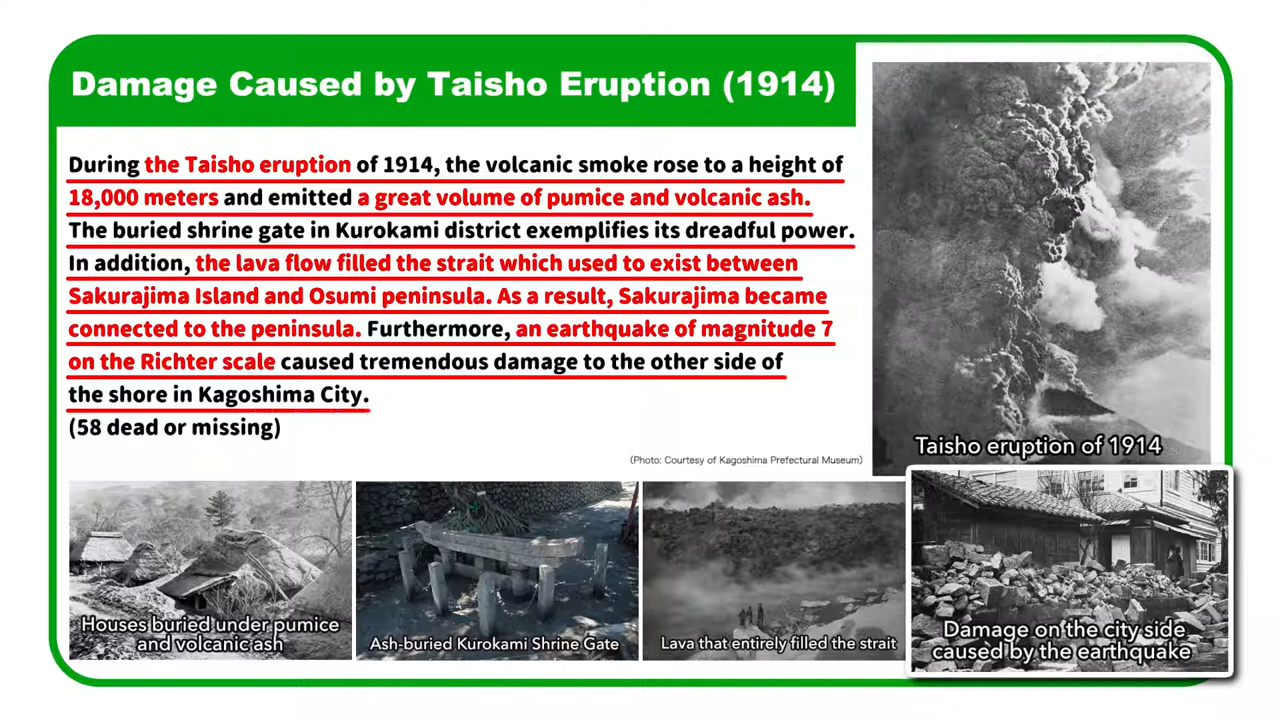 Damage Caused by Taisho Eruption (1914)
During the Taisho eruption of 1914, the volcanic smoke rose to a height of
18,000 meters and emitted a great volume of pumice and volcanic ash.
The buried shrine gate in Kurokami district exemplifies its dreadful power.
In addition, the lava flow filled the strait which used to exist between
Sakurajima Island and Osumi peninsula. As a result, Sakurajima became
connected to the peninsula. Furthermore, an earthquake of magnitude 7
on the Richter scale caused tremendous damage to the other side of
the shore in Kagoshima City.
(58 dead or missing)
Taisho eruption of 1914
(Photo: Courtesy of Kagoshima Prefectural Museum)
Houses buried under pumice
and volcanic ash
Ash-buried Kurokami Shrine Gate
Lava that entirely filled the strait
Damage on the city side
caused by the earthquake